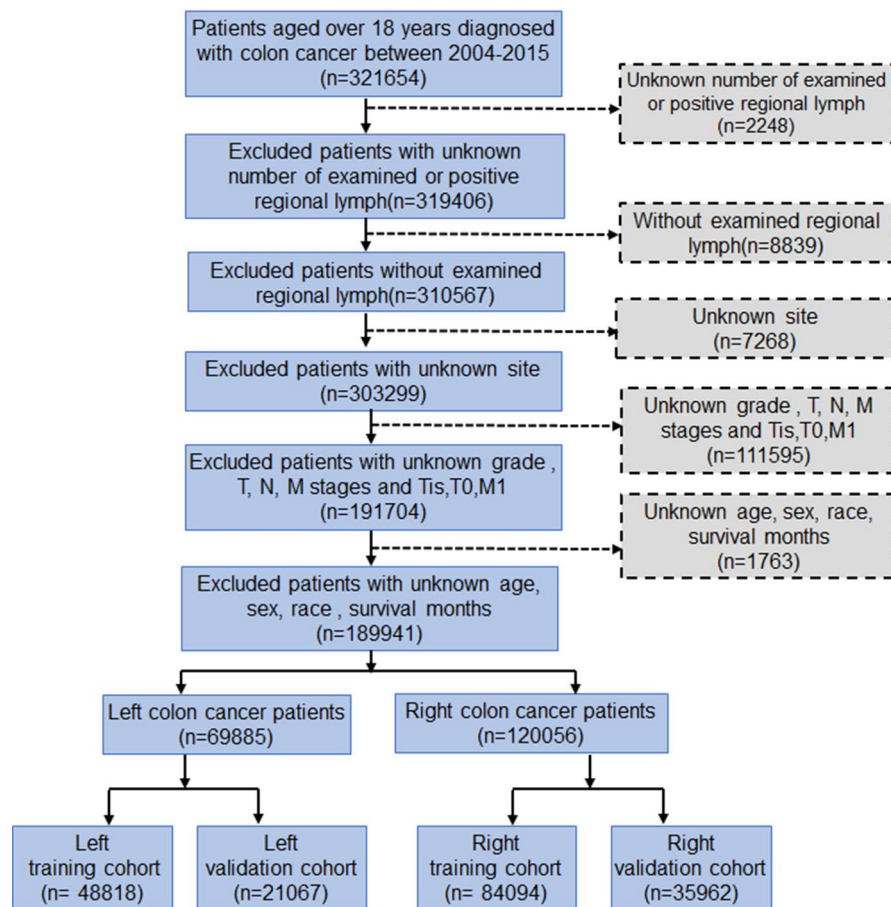 Patients aged over 18 years diagnosed
with colon cancer between 2004-2015
(n=321654)
Unknown number of examined
or positive regional lymph
(n=2248)
Excluded patients with unknown
number of examined or positive
regional lymph(n=319406)
Without examined regional
lymph(n=8839)
Excluded patients without examined
regional lymph(n=310567)
Unknown site
(n=7268)
Excluded patients with unknown site
(n=303299)
Unknown grade , T, N, M
stages and Tis,T0,M1
(n=111595)
Excluded patients with unknown grade ,
T, N, M stages and Tis,T0,M1
(n=191704)
Unknown age, sex, race,
survival months
(n=1763)
Excluded patients with unknown age,
sex, race , survival months
(n=189941)
Left colon cancer patients
(n=69885)
Right colon cancer patients
(n=120056)
Left
training cohort
(n= 48818)
Left
validation cohort
(n=21067)
Right
training cohort
(n= 84094)
Right
validation cohort
(n=35962)